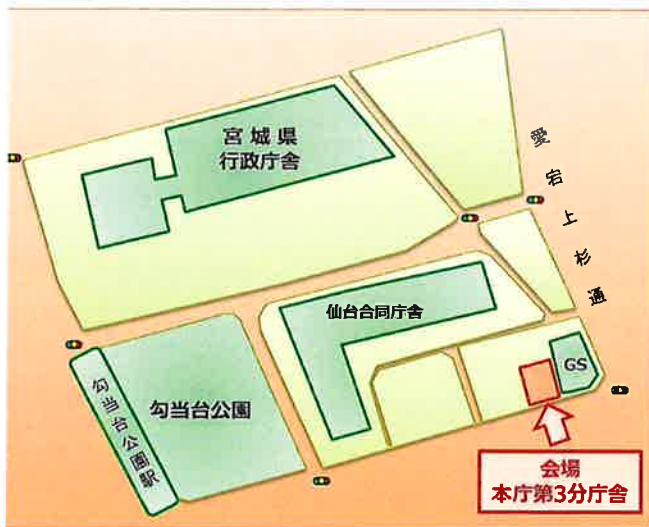 宮城県
行政庁舎
愛宕上杉通
仙台合同庁舎
勾当台公園
勾当台公園駅
GS
会場
本庁第3分庁舎